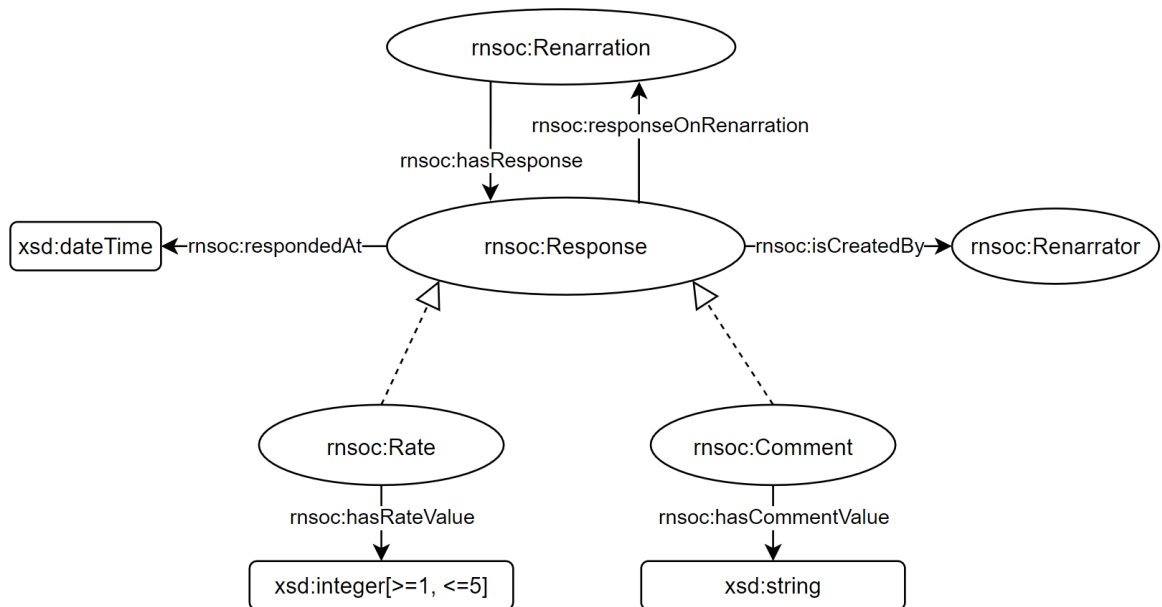 rnsoc:Renarration
rnsoc:responseOnRenarration
rnsoc:hasResponse
xsd:dateTime
rnsoc:respondedAt
rnsoc:Response
rnsoc:isCreatedBy
rnsoc:Renarrator
rnsoc:Rate
rnsoc:Comment
rnsoc:hasRateValue
rnsoc:hasCommentValue
xsd:integer[>=1, <=5]
xsd:string